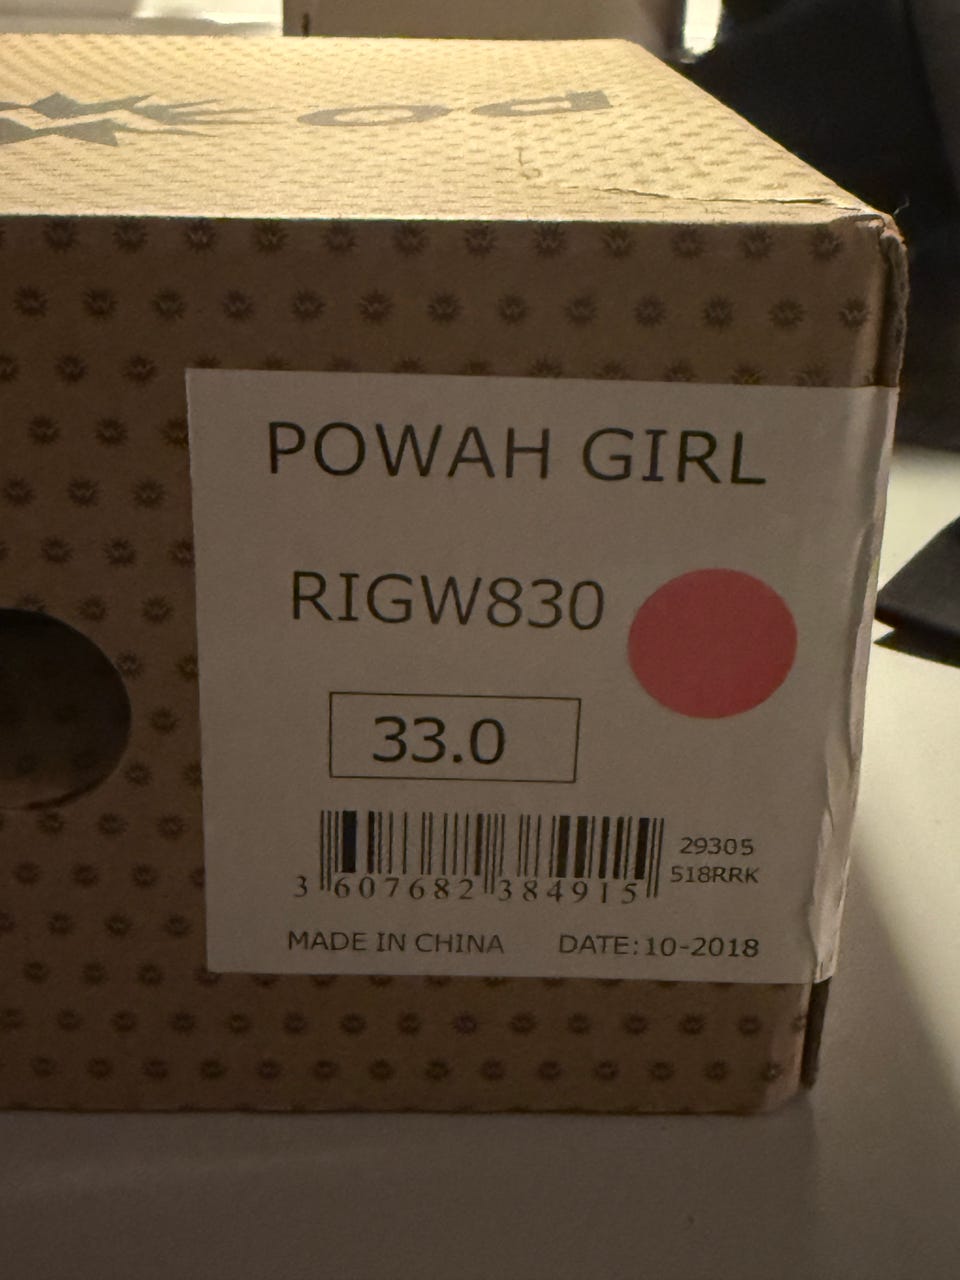 POWAH GIRL
RIGW830
33.0
3 607682 384915
29305
518RRK
MADE IN CHINA DATE:10-2018